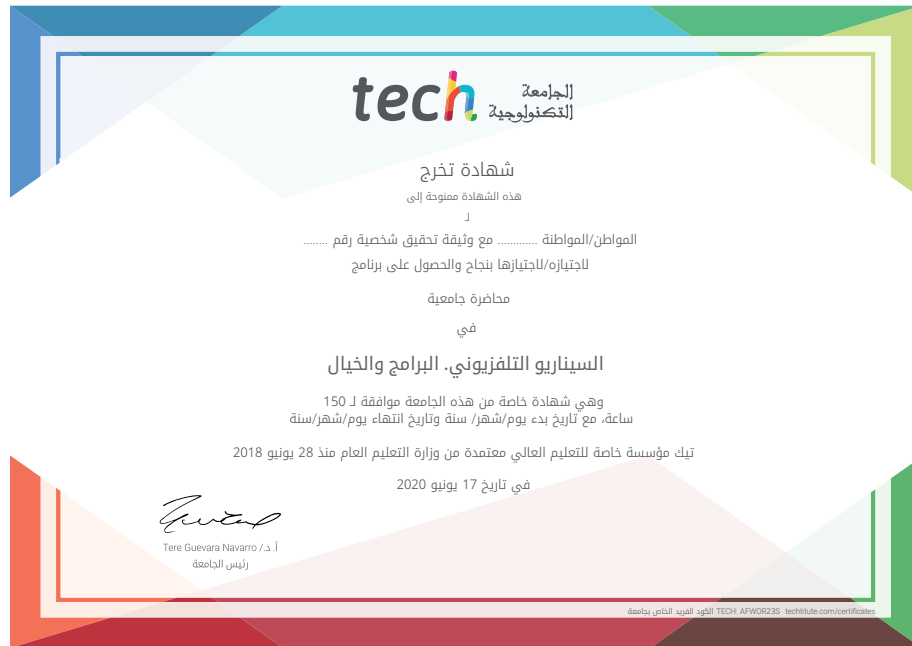 tech الجامعة
التكنولوجية
شهادة تخرج
هذه الشهادة ممنوحة إلى
لـ
المواطن/المواطنة ............ مع وثيقة تحقيق شخصية رقم ........
لاجتيازه/لاجتيازها بنجاح والحصول على برنامج
محاضرة جامعية
في
السيناريو التلفزيوني. البرامج والخيال
وهي شهادة خاصة من هذه الجامعة موافقة لـ 150
ساعة، مع تاريخ بدء يوم/شهر/ سنة وتاريخ انتهاء يوم/شهر/سنة
تيك مؤسسة خاصة للتعليم العالي معتمدة من وزارة التعليم العام منذ 28 يونيو 2018
في تاريخ 17 يونيو 2020
أ.د./ Tere Guevara Navarro
رئيس الجامعة
الكود الفريد الخاص بجامعة TECH: AFWOR23S techtitute.com/certificates